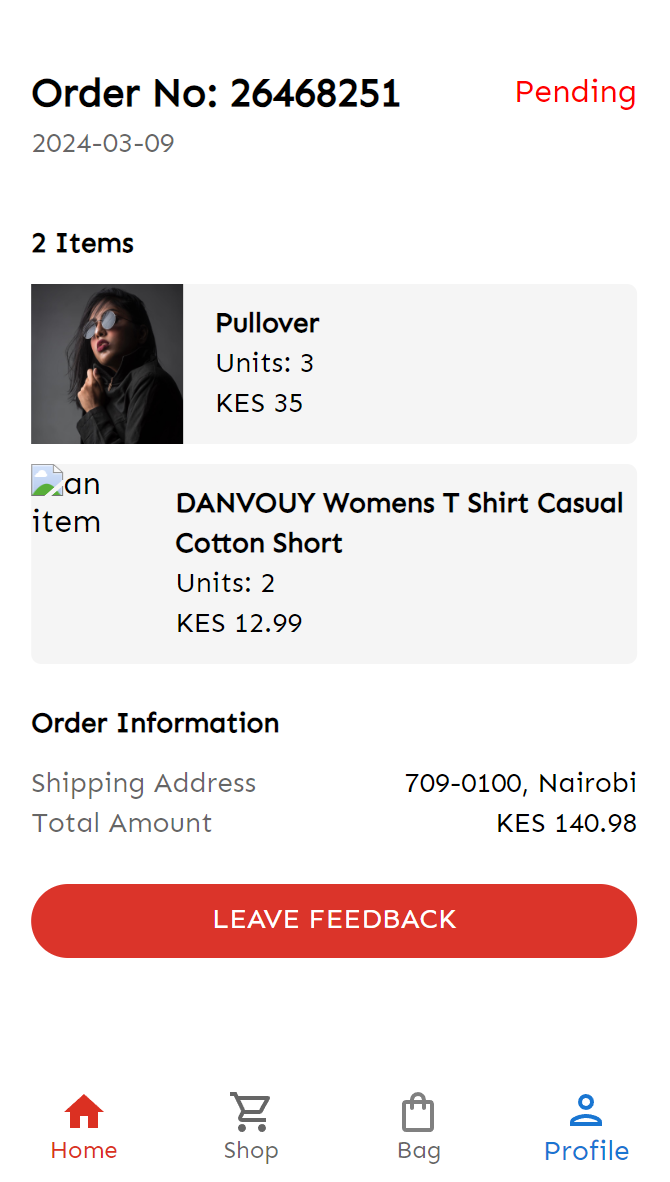 Order No: 26468251
Pending
2024-03-09
2 Items
Pullover
Units: 3
KES 35
an
item
DANVOUY Womens T Shirt Casual
Cotton Short
Units: 2
KES 12.99
Order Information
Shipping Address 709-0100, Nairobi
Total Amount KES 140.98
LEAVE FEEDBACK
Home Shop Bag Profile